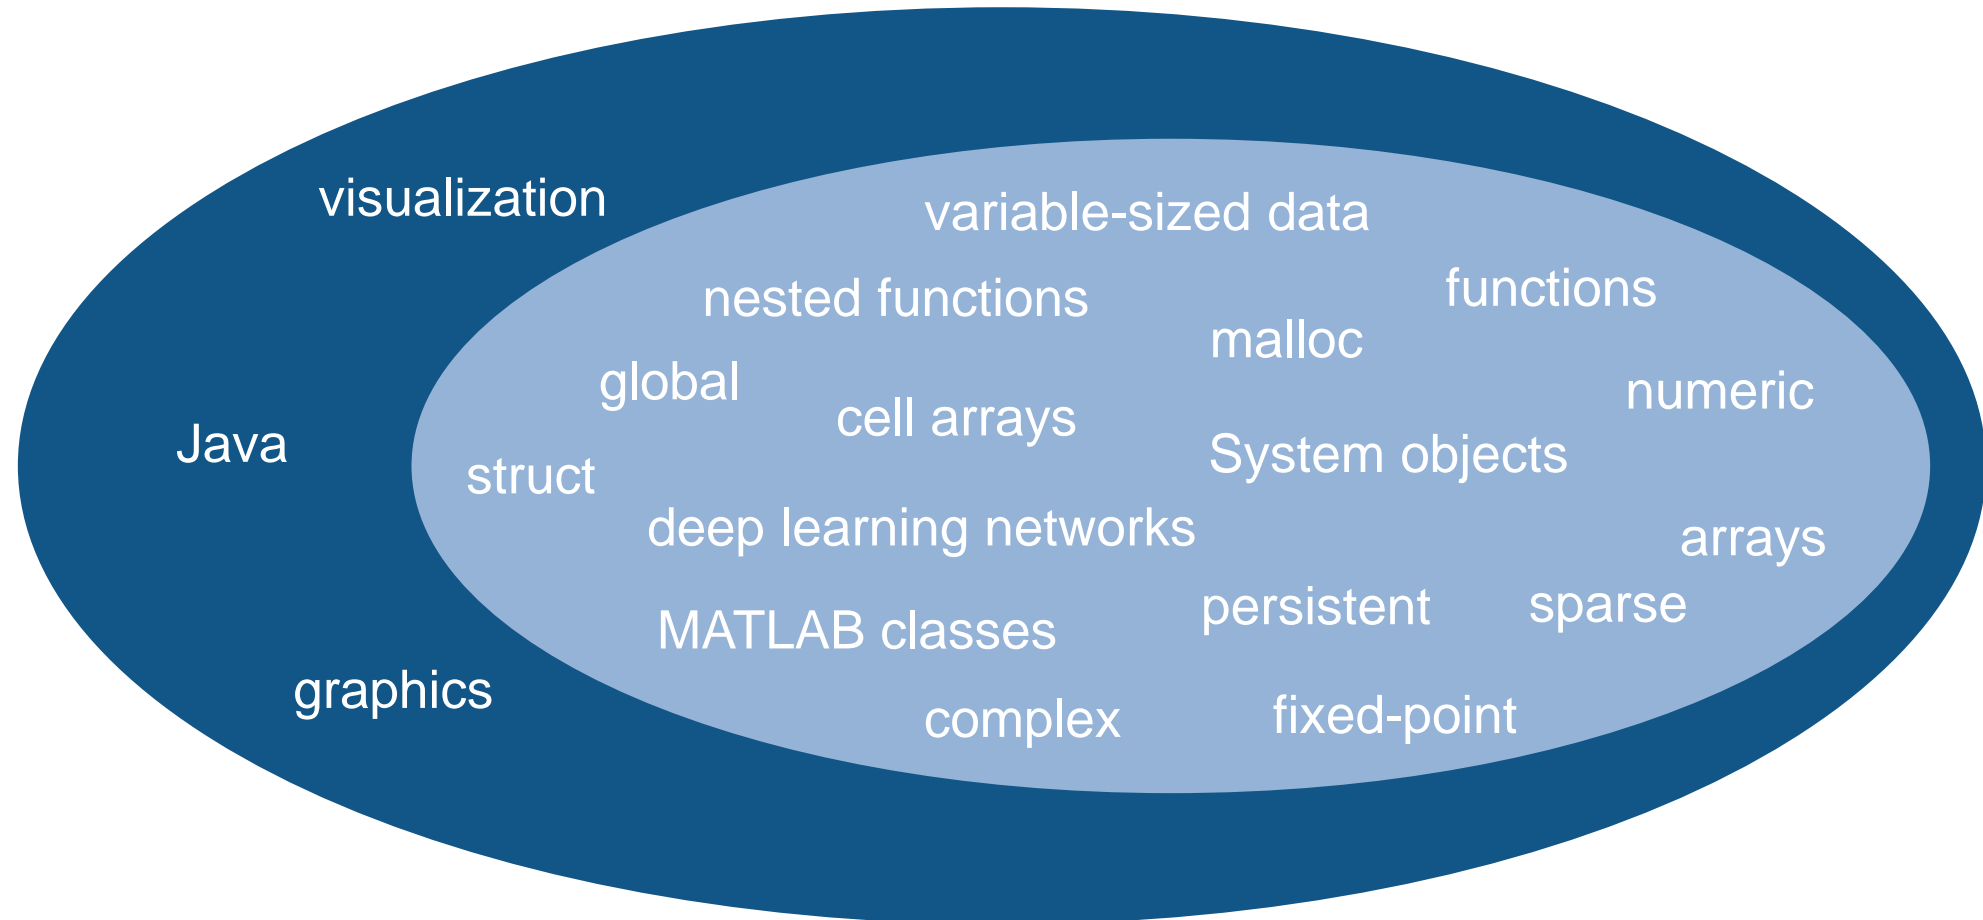 visualization
variable-sized data
nested functions
functions
malloc
global
cell arrays
numeric
Java
struct
System objects
deep learning networks
arrays
MATLAB classes
persistent
sparse
graphics
complex
fixed-point